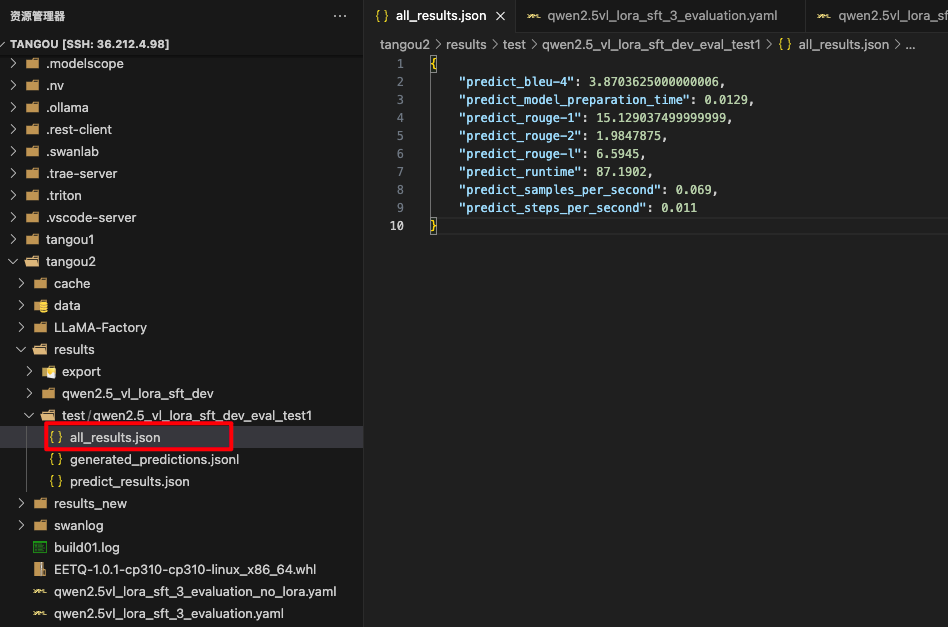 资源管理器
...
TANGOU [SSH: 36.212.4.98]
.modelscope
.nv
.ollama
.rest-client
.swanlab
.trae-server
.triton
.vscode-server
tangou1
tangou2
cache
data
LLaMA-Factory
results
export
qwen2.5_vl_lora_sft_dev
test/qwen2.5_vl_lora_sft_dev_eval_test1
{} all_results.json
{} generated_predictions.jsonl
{} predict_results.json
results_new
swanlog
build01.log
EETQ-1.0.1-cp310-cp310-linux_x86_64.whl
qwen2.5vl_lora_sft_3_evaluation_no_lora.yaml
qwen2.5vl_lora_sft_3_evaluation.yaml
{} all_results.json × qwen2.5vl_lora_sft_3_evaluation.yaml qwen2.5vl_lora_sf
tangou2 > results > test > qwen2.5_vl_lora_sft_dev_eval_test1 > {} all_results.json > ...
1 {
2 "predict_bleu-4": 3.8703625000000006,
3 "predict_model_preparation_time": 0.0129,
4 "predict_rouge-1": 15.129037499999999,
5 "predict_rouge-2": 1.9847875,
6 "predict_rouge-l": 6.5945,
7 "predict_runtime": 87.1902,
8 "predict_samples_per_second": 0.069,
9 "predict_steps_per_second": 0.011
10 }